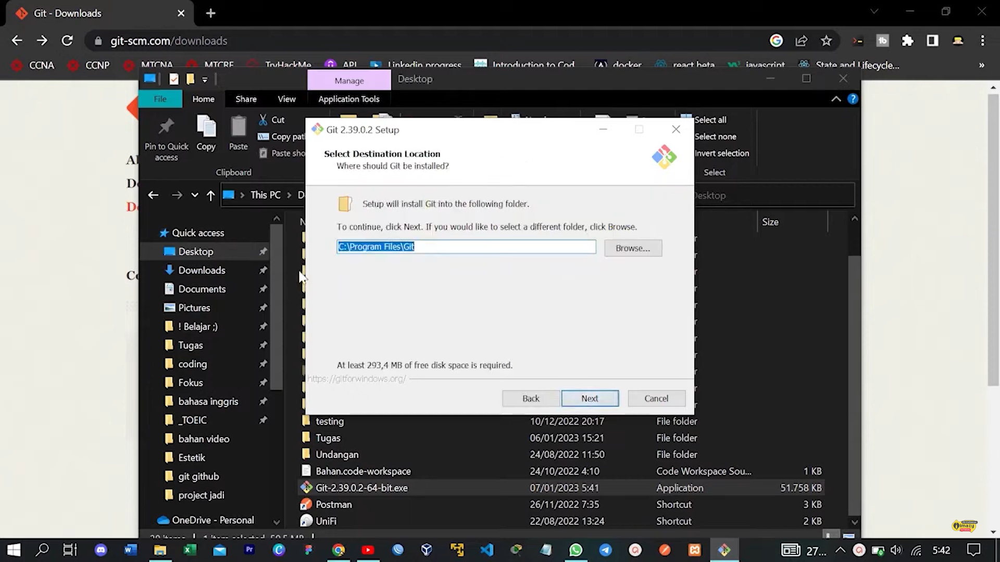 Git - Downloads
git-scm.com/downloads
CCNA
CCNP
MTCNA
MTCRE
TryHackMe
API
Linkedin progress
Introduction to Cod...
docker
react beta
javascript
State and Lifecycle...
»
Manage
Desktop
File
Home
Share
View
Application Tools
Pin to Quick
access
Copy
Paste
Cut
Copy pat
Paste sho
Clipboard
Select all
Select none
Invert selection
Select
Git 2.39.0.2 Setup
Select Destination Location
Where should Git be installed?
Setup will install Git into the following folder.
To continue, click Next. If you would like to select a different folder, click Browse.
C:\Program Files\Git
Browse...
At least 293,4 MB of free disk space is required.
https://gitforwindows.org/
Back
Next
Cancel
This PC
Desktop
Size
Quick access
Desktop
Downloads
Documents
Pictures
! Belajar ;)
Tugas
coding
Fokus
bahasa inggris
_TOEIC
bahan video
Estetik
git github
project jadi
OneDrive - Personal
testing 10/12/2022 20:17 File folder
Tugas 06/01/2023 15:21 File folder
Undangan 24/08/2022 11:50 File folder
Bahan.code-workspace 24/10/2022 4:10 Code Workspace Sou... 1 KB
Git-2.39.0.2-64-bit.exe 07/01/2023 5:41 Application 51.758 KB
Postman 26/11/2022 7:35 Shortcut 3 KB
UniFi 22/08/2022 13:24 Shortcut 2 KB
1 item selected
imazy
27...
5:42